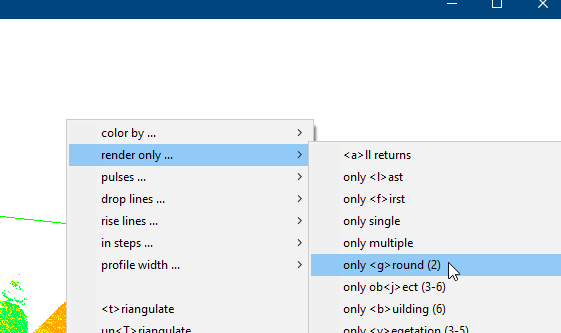 color by ...
render only ...
pulses ...
drop lines ...
rise lines ...
in steps ...
profile width ...
<t>riangulate
un<T>riangulate
<a>ll returns
only <l>ast
only <f>irst
only single
only multiple
only <g>round (2)
only ob<j>ect (3-6)
only <b>uilding (6)
only <v>egetation (3-5)